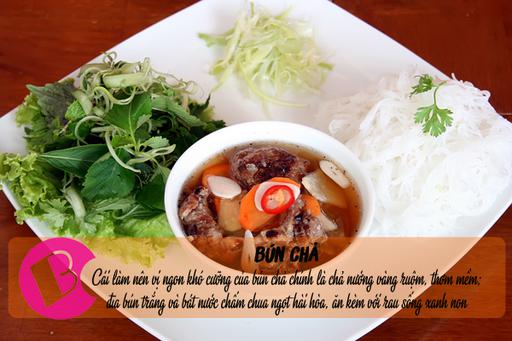 BÚN CHẢ
Cái làm nên vị ngon khó cưỡng của bún chả chính là chả nướng vàng ruộm, thơm mềm;
đĩa bún trắng và bát nước chấm chua ngọt hài hòa, ăn kèm với rau sống xanh non